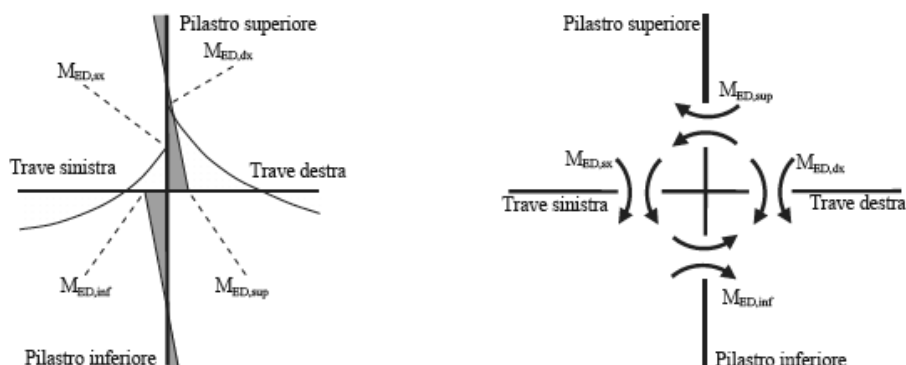 Pilastro superiore
M_ED,dx
M_ED,sx
Trave sinistra
Trave destra
M_ED,inf
M_ED,sup
Pilastro inferiore
Pilastro superiore
M_ED,sup
M_ED,sx
M_ED,dx
Trave sinistra
Trave destra
M_ED,inf
Pilastro inferiore